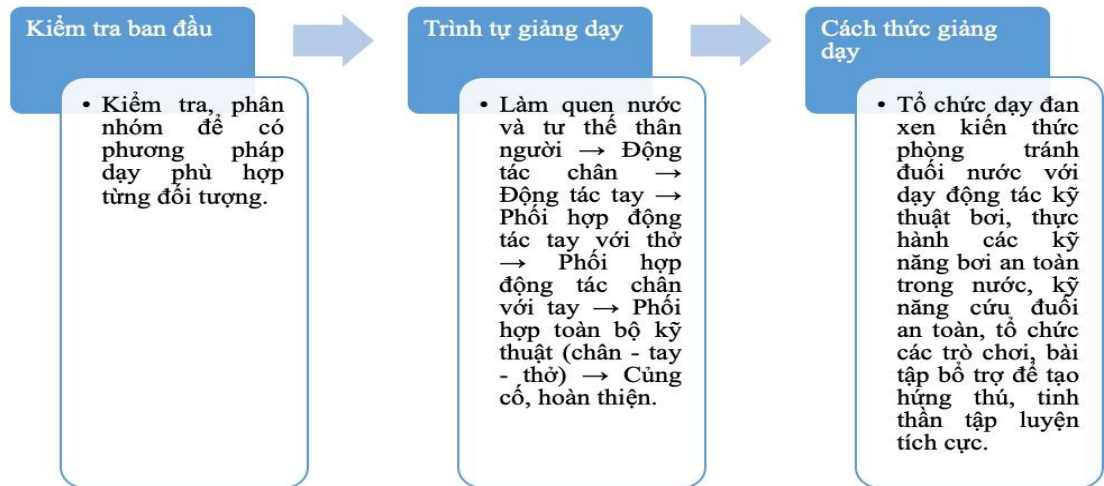 Kiểm tra ban đầu
• Kiểm tra, phân
nhóm để có
phương pháp
dạy phù hợp
từng đối tượng.
Trình tự giảng dạy
• Làm quen nước
và tư thế thân
người → Động
tác chân →
Động tác tay →
Phối hợp động
tác tay với thở
→ Phối hợp
động tác chân
với tay → Phối
hợp toàn bộ kỹ
thuật (chân - tay
- thở) → Củng
cố, hoàn thiện.
Cách thức giảng
dạy
• Tổ chức dạy đan
xen kiến thức
phòng tránh
đuối nước với
dạy động tác kỹ
thuật bơi, thực
hành các kỹ
năng bơi an toàn
trong nước, kỹ
năng cứu đuối
an toàn, tổ chức
các trò chơi, bài
tập bổ trợ để tạo
hứng thú, tinh
thần tập luyện
tích cực.